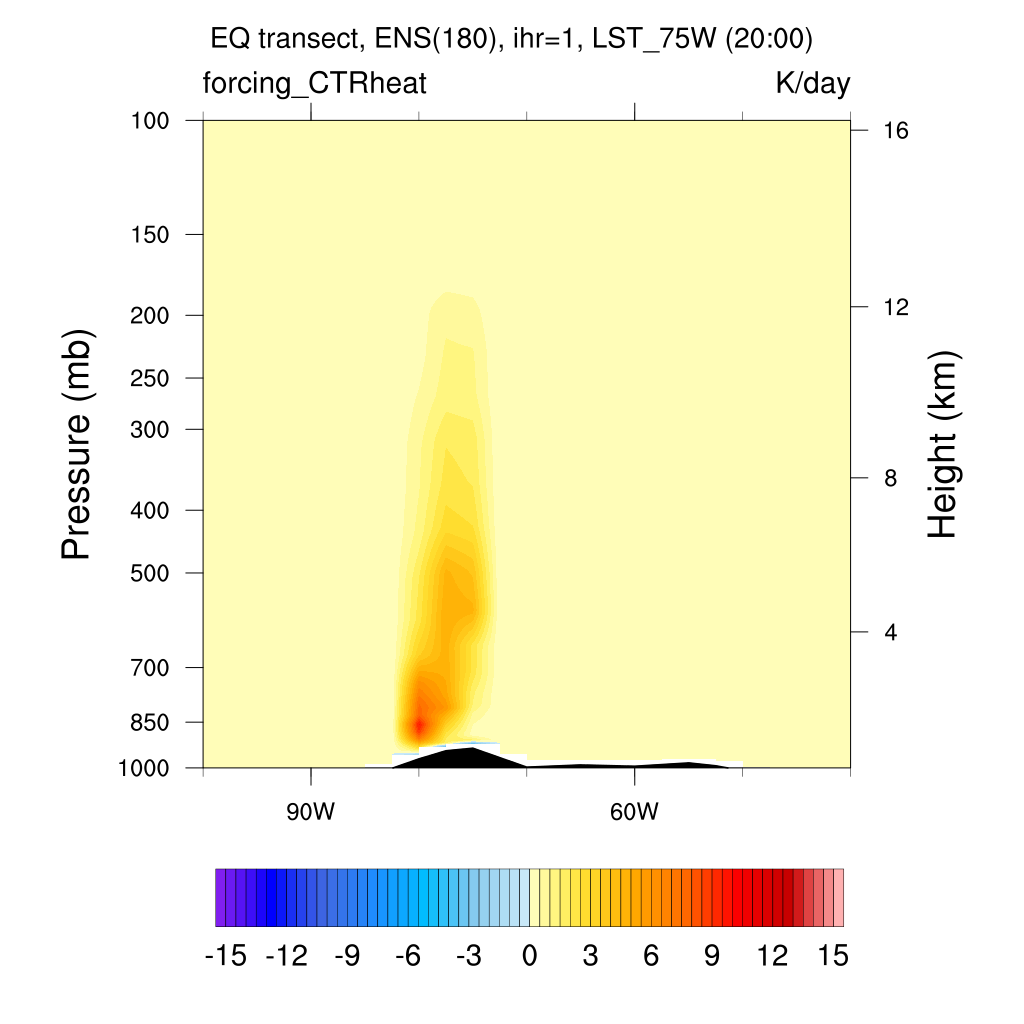 EQ transect, ENS(180), ihr=1, LST_75W (20:00)
forcing_CTRheat K/day
100
150
200
250
300
400
500
700
850
1000
Pressure (mb)
16
12
8
4
Height (km)
90W 60W
-15 -12 -9 -6 -3 0 3 6 9 12 15